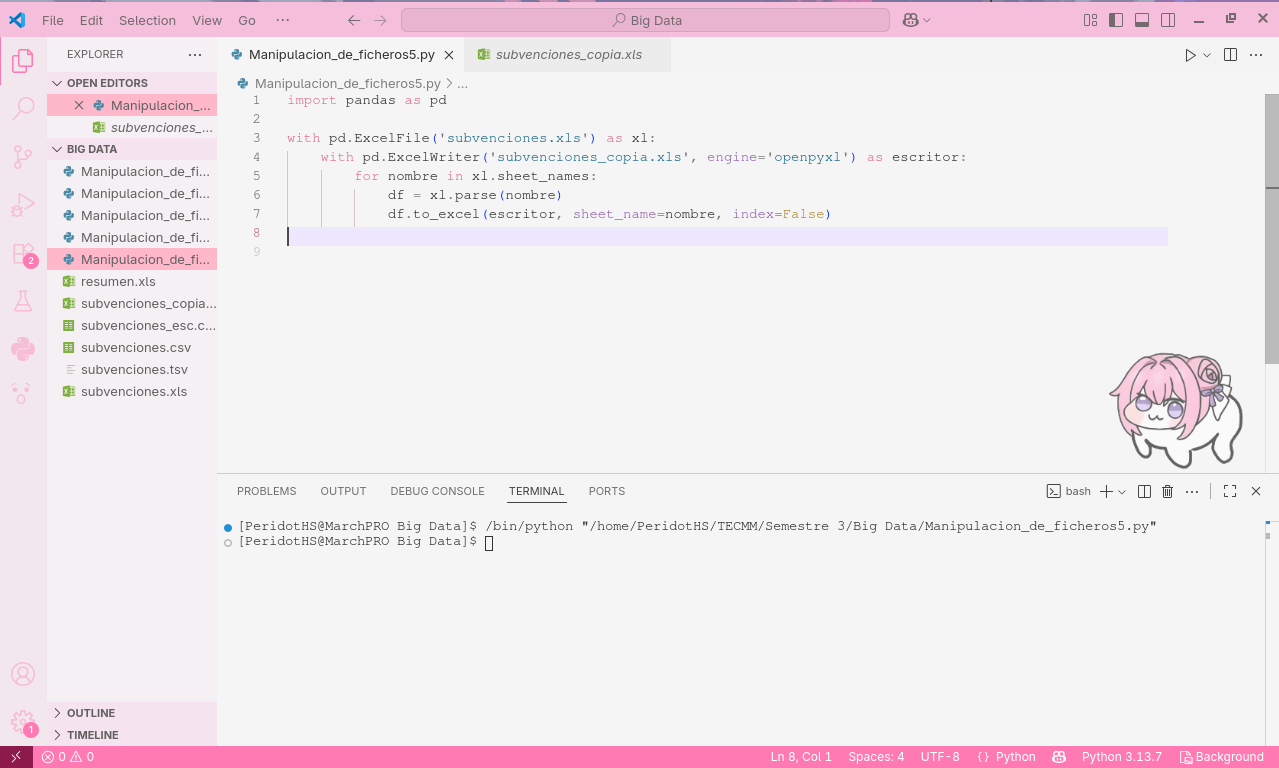 File Edit Selection View Go ··· Big Data
EXPLORER ···
OPEN EDITORS
Manipulacion_...
subvenciones_...
BIG DATA
Manipulacion_de_fi...
Manipulacion_de_fi...
Manipulacion_de_fi...
Manipulacion_de_fi...
Manipulacion_de_fi...
resumen.xls
subvenciones_copia...
subvenciones_esc.c...
subvenciones.csv
subvenciones.tsv
subvenciones.xls
OUTLINE
TIMELINE
2
1
Manipulacion_de_ficheros5.py subvenciones_copia.xls
Manipulacion_de_ficheros5.py > ...
1 import pandas as pd
2
3 with pd.ExcelFile('subvenciones.xls') as xl:
4     with pd.ExcelWriter('subvenciones_copia.xls', engine='openpyxl') as escritor:
5         for nombre in xl.sheet_names:
6             df = xl.parse(nombre)
7             df.to_excel(escritor, sheet_name=nombre, index=False)
8
9
PROBLEMS OUTPUT DEBUG CONSOLE TERMINAL PORTS bash
[PeridotHS@MarchPRO Big Data]$ /bin/python "/home/PeridotHS/TECMM/Semestre 3/Big Data/Manipulacion_de_ficheros5.py"
[PeridotHS@MarchPRO Big Data]$
0 0 Ln 8, Col 1 Spaces: 4 UTF-8 {} Python Python 3.13.7 Background